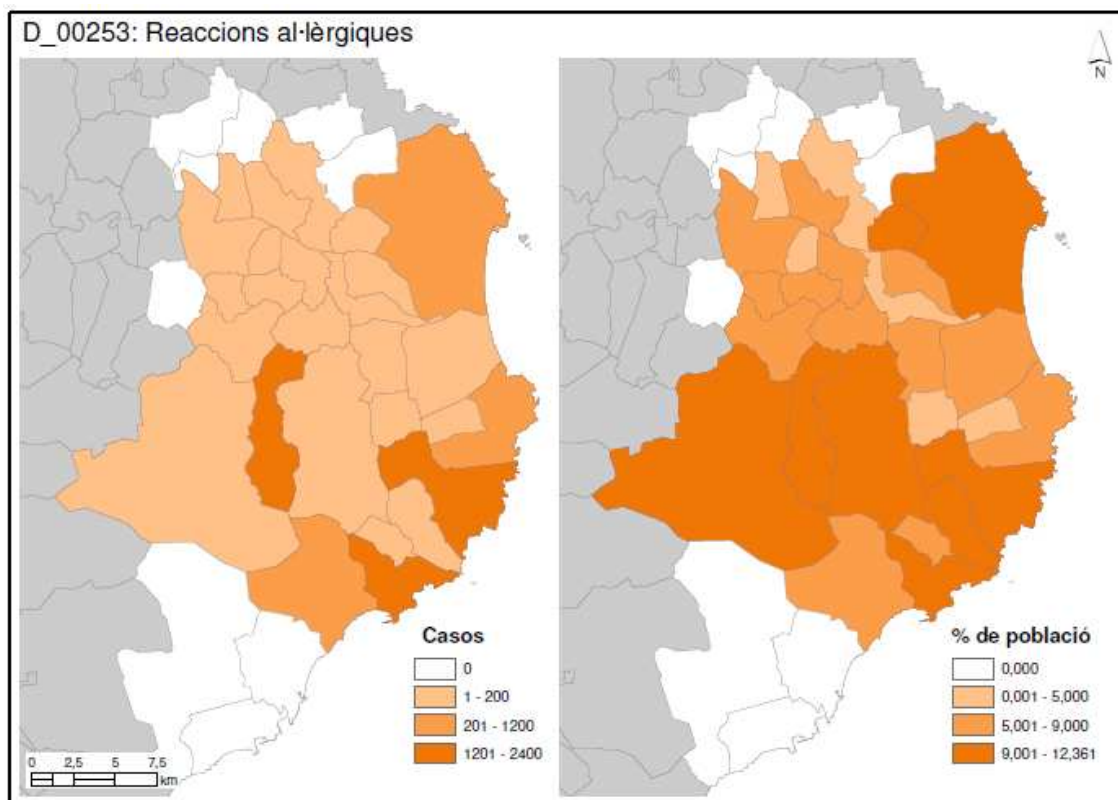 D_00253: Reaccions al·lèrgiques
N
Casos
0
1 - 200
201 - 1200
1201 - 2400
0 2,5 5 7,5
km
% de població
0,000
0,001 - 5,000
5,001 - 9,000
9,001 - 12,361